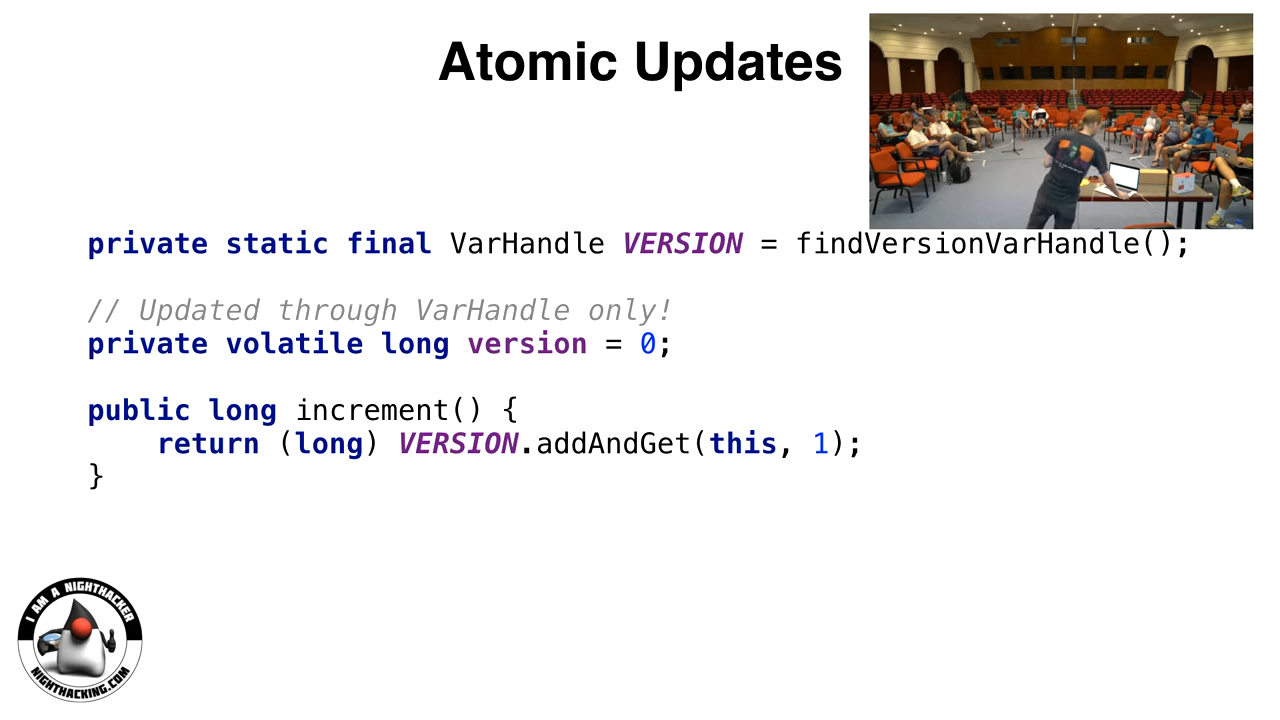 Atomic Updates
private static final VarHandle VERSION = findVersionVarHandle();
// Updated through VarHandle only!
private volatile long version = 0;
public long increment() {
    return (long) VERSION.addAndGet(this, 1);
}
I AM A NIGHTHACKER
NIGHTHACKING.COM